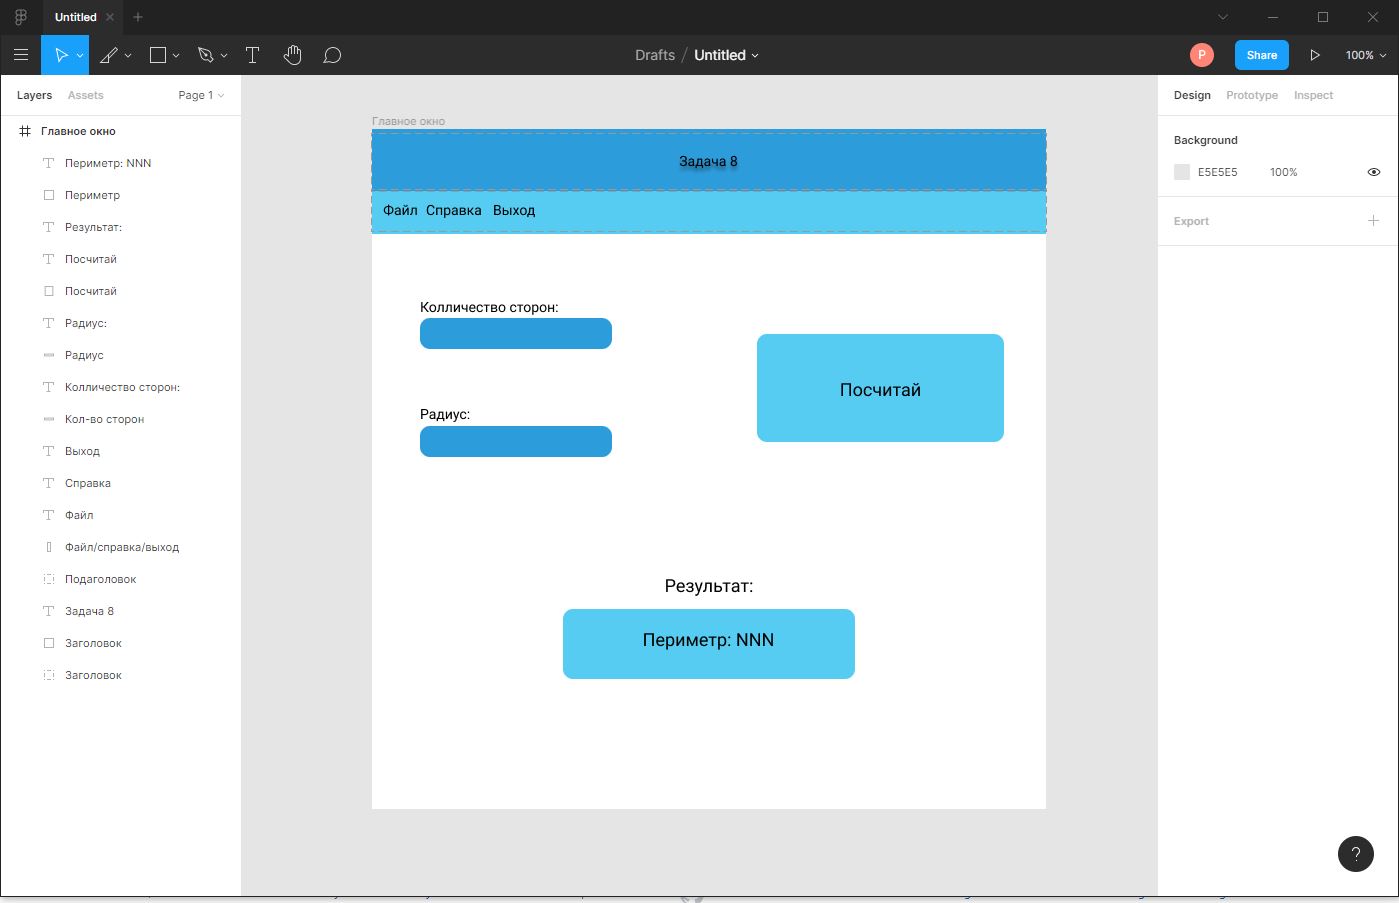 Untitled
Drafts / Untitled
P
Share
100%
Layers
Assets
Page 1
Главное окно
Периметр: NNN
Периметр
Результат:
Посчитай
Посчитай
Радиус:
Радиус
Колличество сторон:
Кол-во сторон
Выход
Справка
Файл
Файл/справка/выход
Подаголовок
Задача 8
Заголовок
Заголовок
Главное окно
Задача 8
Файл Справка Выход
Колличество сторон:
Посчитай
Радиус:
Результат:
Периметр: NNN
Design
Prototype
Inspect
Background
E5E5E5
100%
Export
?